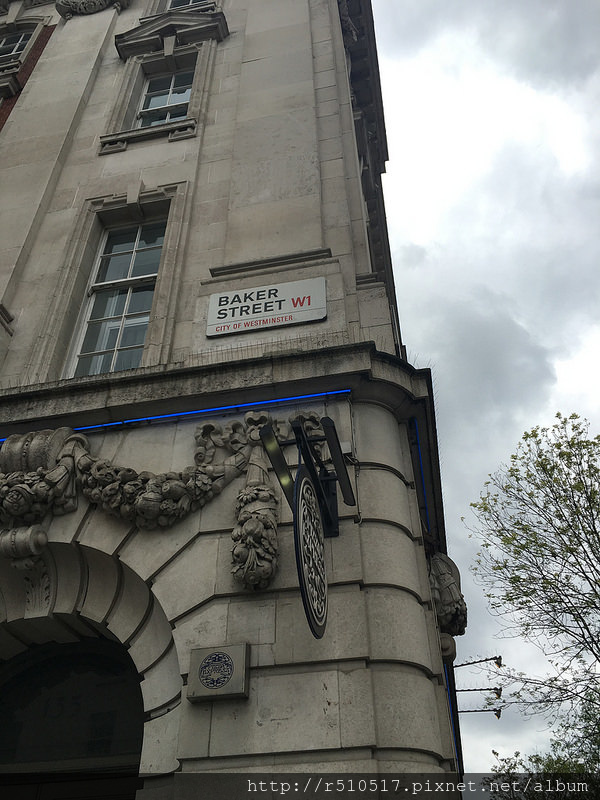 BAKER
STREET W1
CITY OF WESTMINSTER
http://r510517.pixnet.net/album